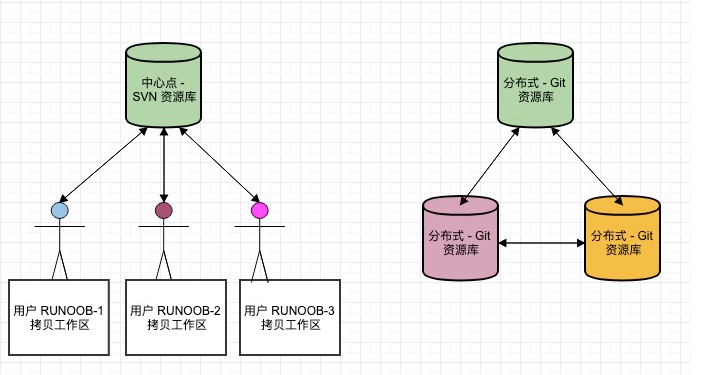 中心点 -
SVN 资源库
分布式 - Git
资源库
分布式 - Git
资源库
分布式 - Git
资源库
用户 RUNOOB-1
拷贝工作区
用户 RUNOOB-2
拷贝工作区
用户 RUNOOB-3
拷贝工作区